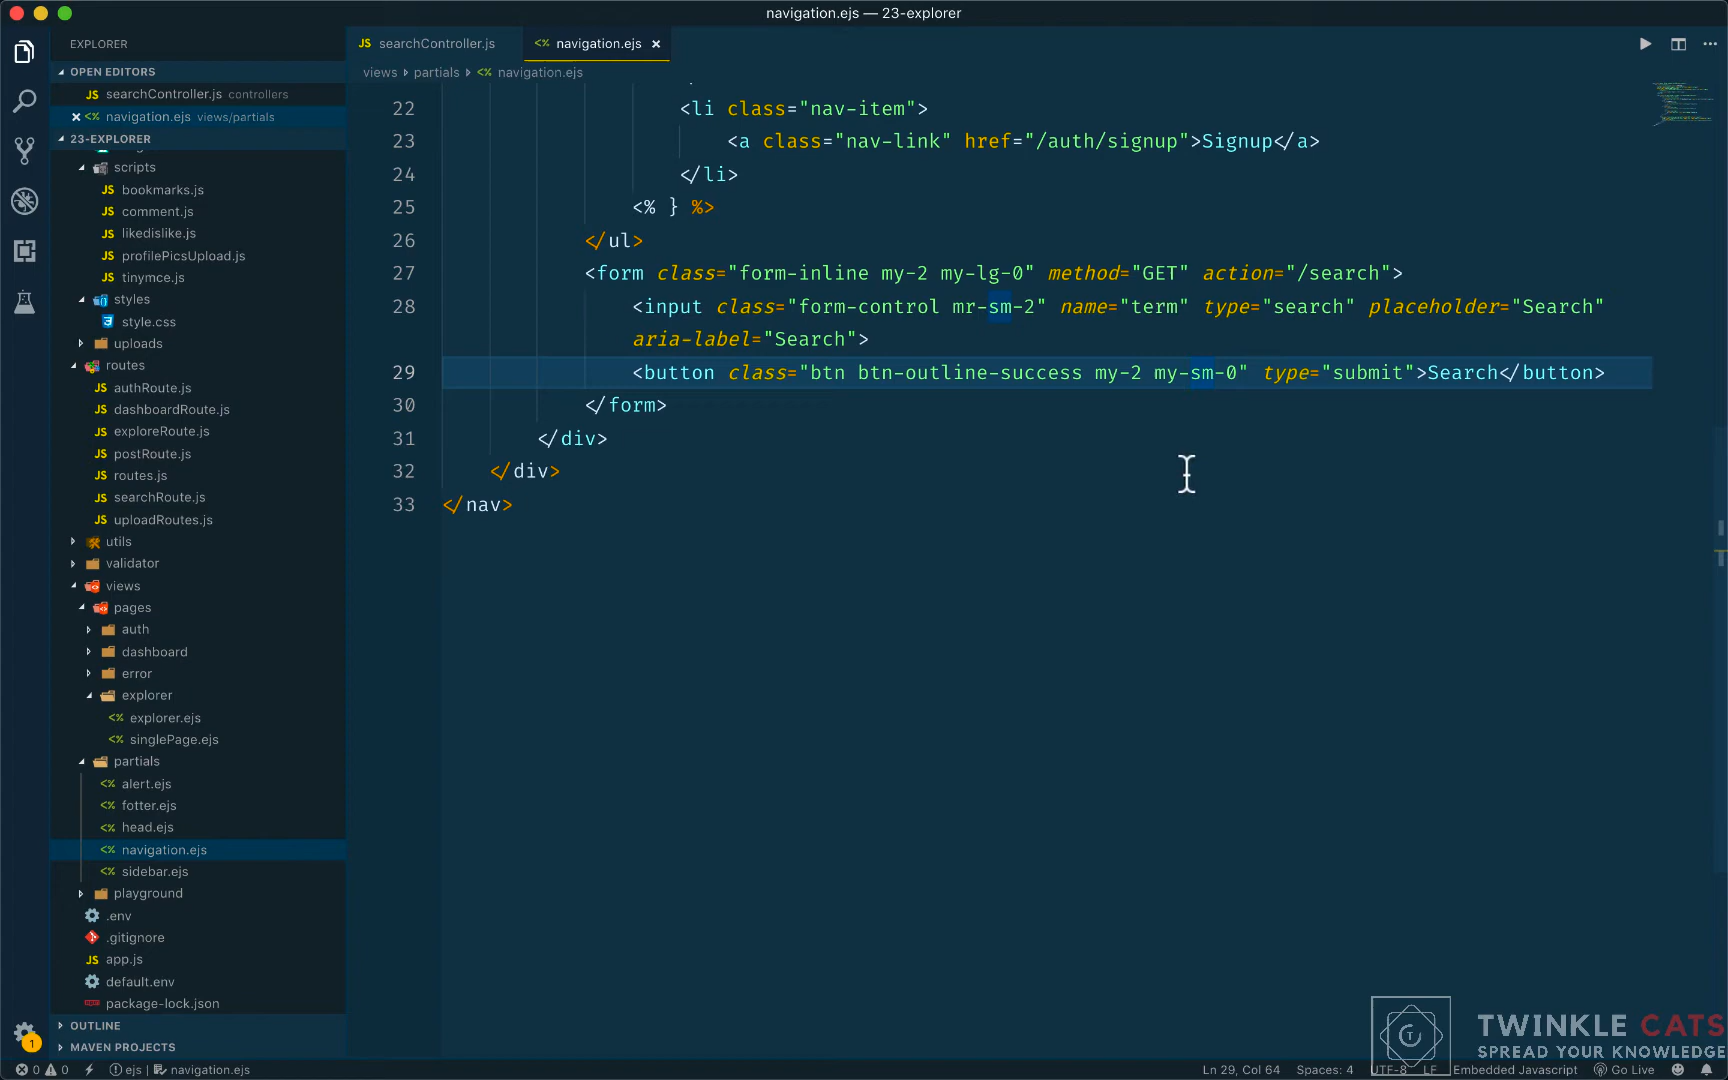 navigation.ejs — 23-explorer
EXPLORER
OPEN EDITORS
JS searchController.js controllers
<% navigation.ejs views/partials
23-EXPLORER
scripts
JS bookmarks.js
JS comment.js
JS likedislike.js
JS profilePicsUpload.js
JS tinymce.js
styles
style.css
uploads
routes
JS authRoute.js
JS dashboardRoute.js
JS exploreRoute.js
JS postRoute.js
JS routes.js
JS searchRoute.js
JS uploadRoutes.js
utils
validator
views
pages
auth
dashboard
error
explorer
<% explorer.ejs
<% singlePage.ejs
partials
<% alert.ejs
<% fotter.ejs
<% head.ejs
<% navigation.ejs
<% sidebar.ejs
playground
.env
.gitignore
JS app.js
default.env
package-lock.json
OUTLINE
MAVEN PROJECTS
JS searchController.js
<% navigation.ejs
views partials <% navigation.ejs
22 <li class="nav-item">
23 <a class="nav-link" href="/auth/signup">Signup</a>
24 </li>
25 <% } %>
26 </ul>
27 <form class="form-inline my-2 my-lg-0" method="GET" action="/search">
28 <input class="form-control mr-sm-2" name="term" type="search" placeholder="Search"
aria-label="Search">
29 <button class="btn btn-outline-success my-2 my-sm-0" type="submit">Search</button>
30 </form>
31 </div>
32 </div>
33 </nav>
TWINKLE CATS
SPREAD YOUR KNOWLEDGE
1
0 0 ejs navigation.ejs
Ln 29, Col 64 Spaces: 4 UTF-8 LF Embedded Javascript Go Live